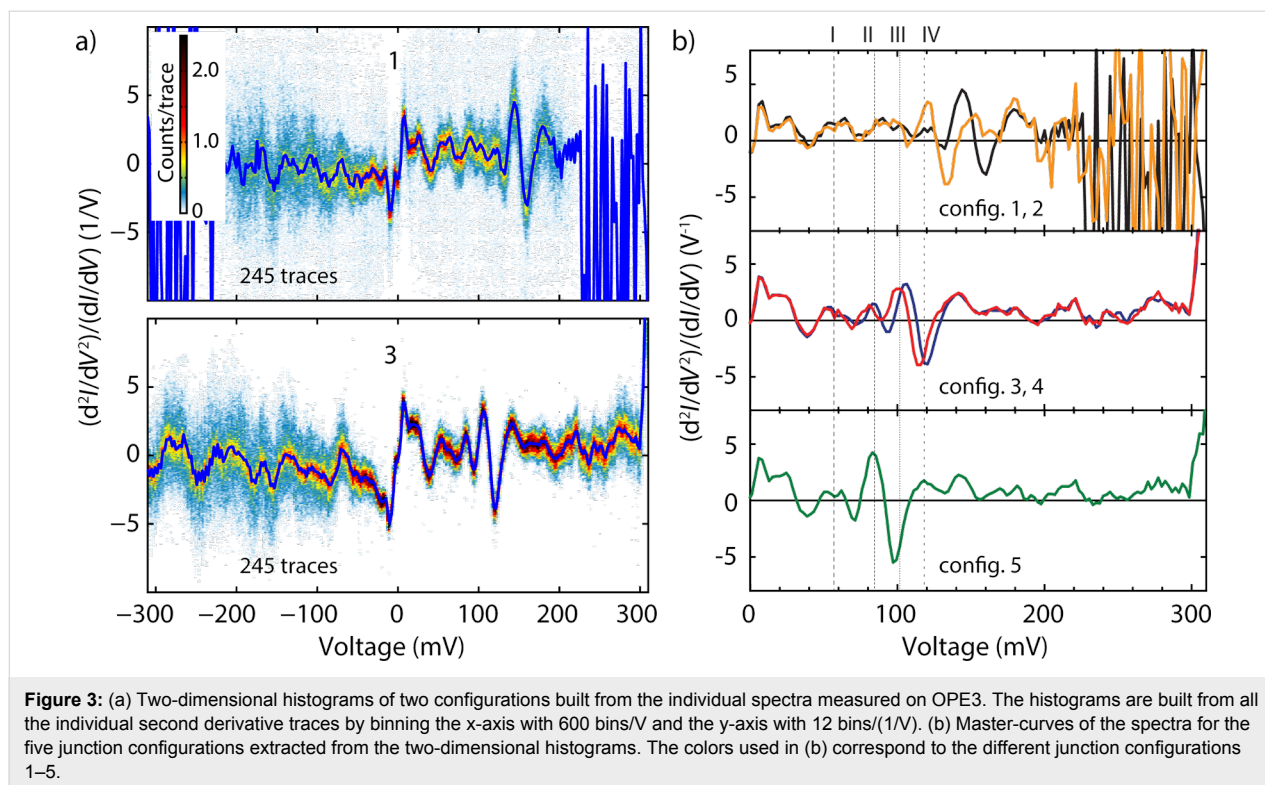 a)
Counts/trace
2.0
1.0
0
1
5
0
−5
245 traces
3
5
0
−5
245 traces
(d²I/dV²)/(dI/dV) (1/V)
−300 −200 −100 0 100 200 300
Voltage (mV)
b)
I II III IV
5
0
-5
config. 1, 2
5
0
-5
config. 3, 4
5
0
-5
config. 5
(d²I/dV²)/(dI/dV) (V⁻¹)
0 100 200 300
Voltage (mV)
Figure 3: (a) Two-dimensional histograms of two configurations built from the individual spectra measured on OPE3. The histograms are built from all
the individual second derivative traces by binning the x-axis with 600 bins/V and the y-axis with 12 bins/(1/V). (b) Master-curves of the spectra for the
five junction configurations extracted from the two-dimensional histograms. The colors used in (b) correspond to the different junction configurations
1–5.